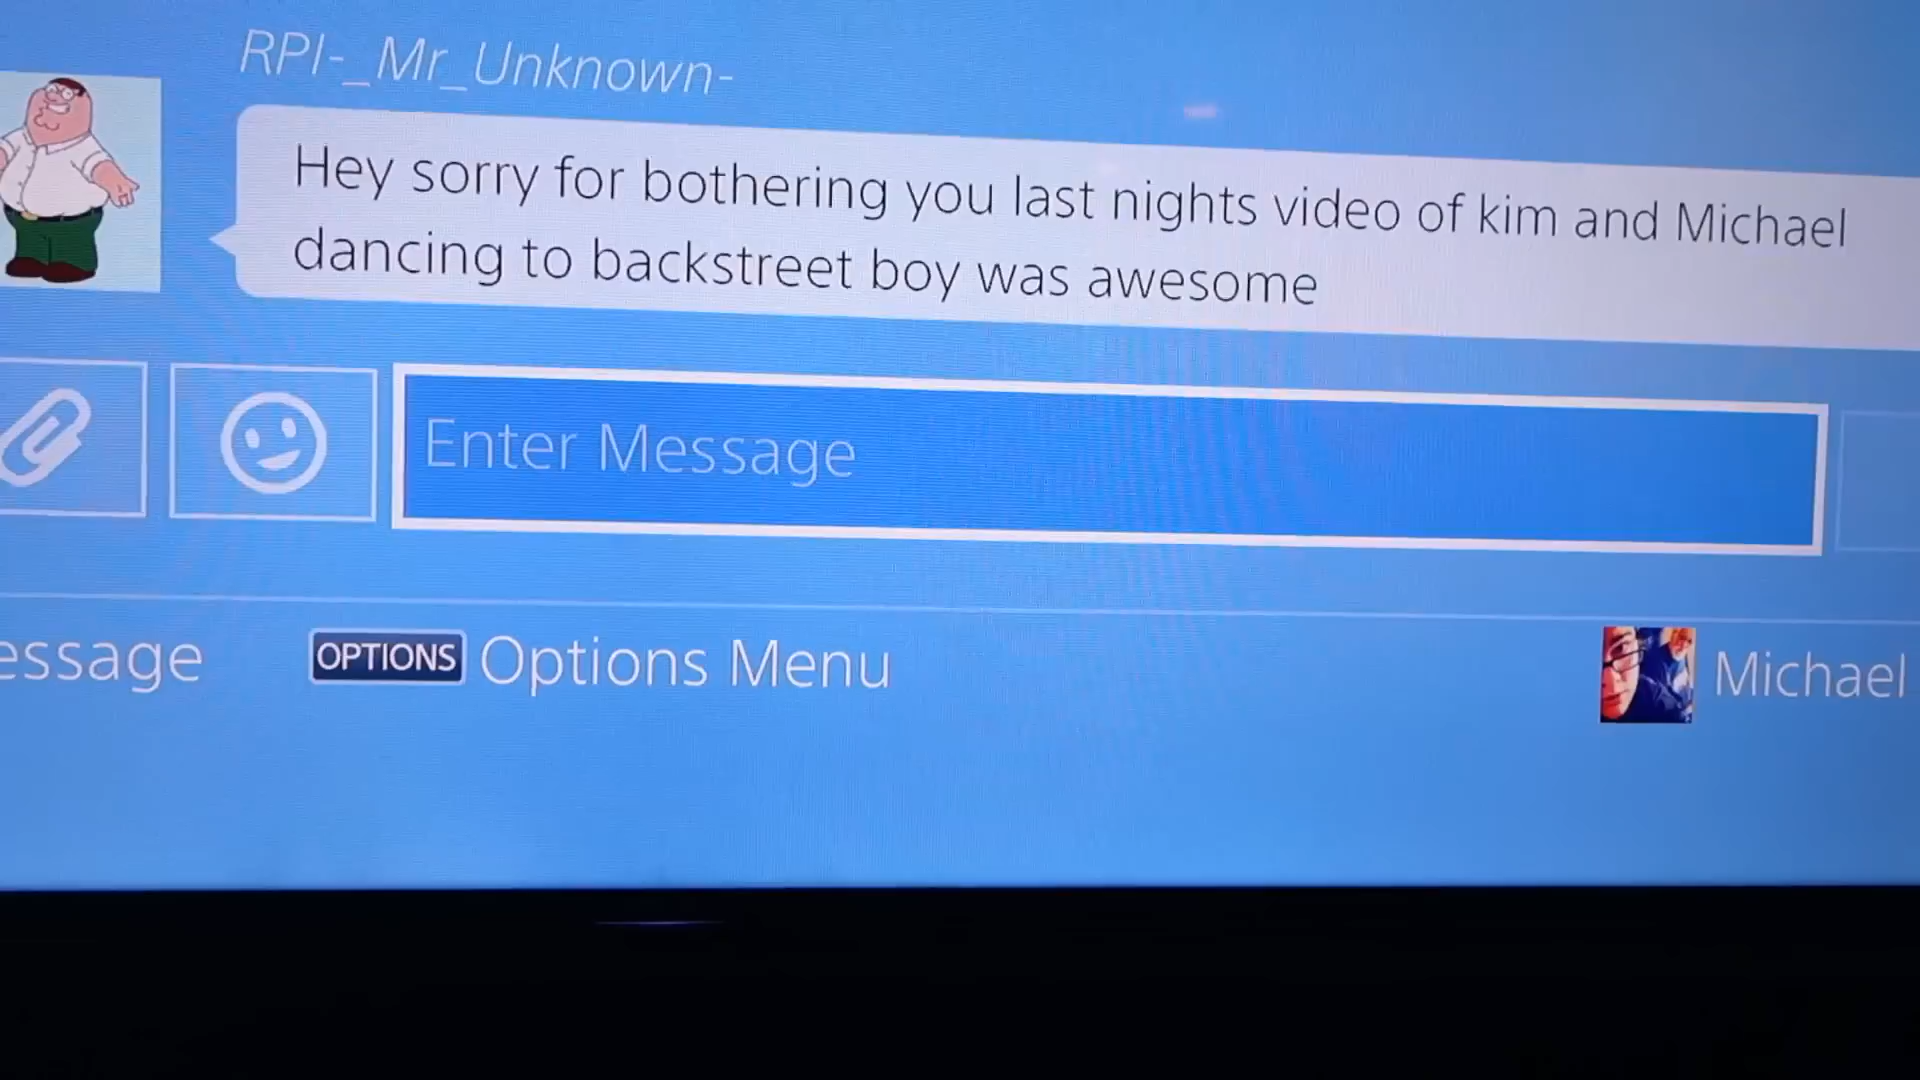 RPI-_Mr_Unknown-
Hey sorry for bothering you last nights video of kim and Michael
dancing to backstreet boy was awesome
Enter Message
essage
OPTIONS Options Menu
Michael